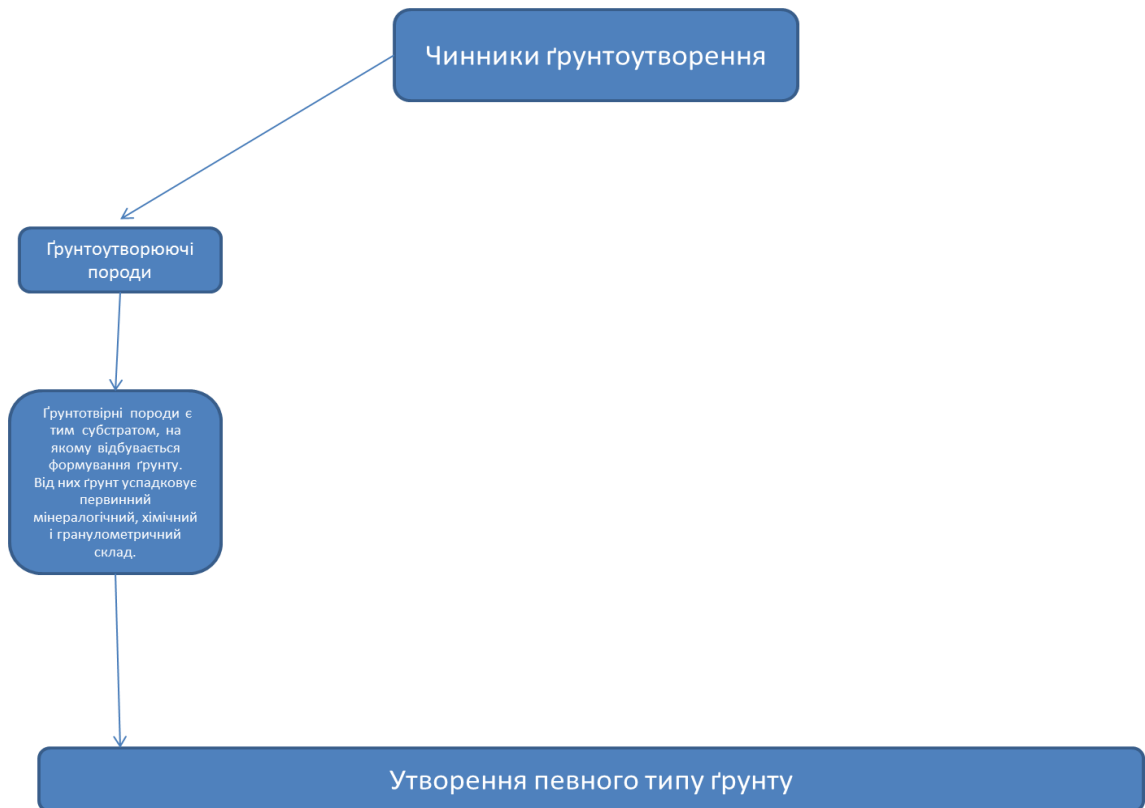 Чинники ґрунтоутворення
Ґрунтоутворюючі
породи
Ґрунтотвірні породи є
тим субстратом, на
якому відбувається
формування ґрунту.
Від них ґрунт успадковує
первинний
мінералогічний, хімічний
і гранулометричний
склад.
Утворення певного типу ґрунту